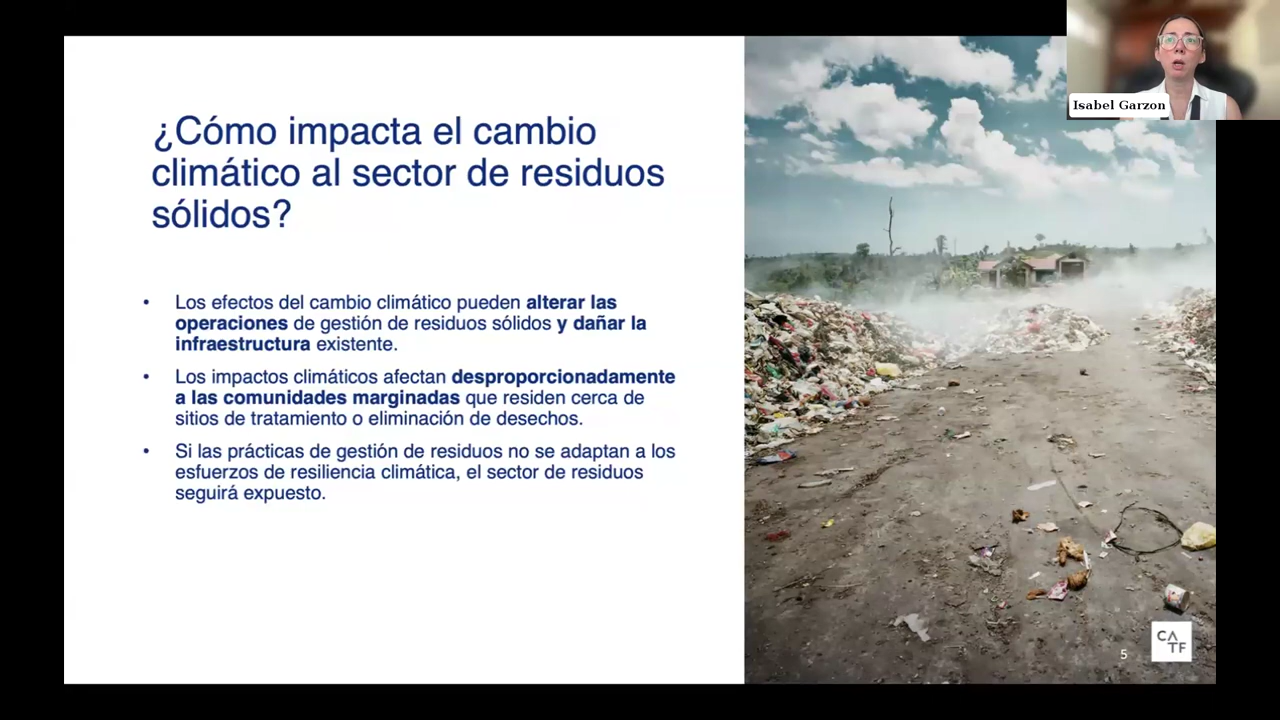 Isabel Garzon
¿Cómo impacta el cambio
climático al sector de residuos
sólidos?
• Los efectos del cambio climático pueden alterar las
operaciones de gestión de residuos sólidos y dañar la
infraestructura existente.
• Los impactos climáticos afectan desproporcionadamente
a las comunidades marginadas que residen cerca de
sitios de tratamiento o eliminación de desechos.
• Si las prácticas de gestión de residuos no se adaptan a los
esfuerzos de resiliencia climática, el sector de residuos
seguirá expuesto.
5
CATF